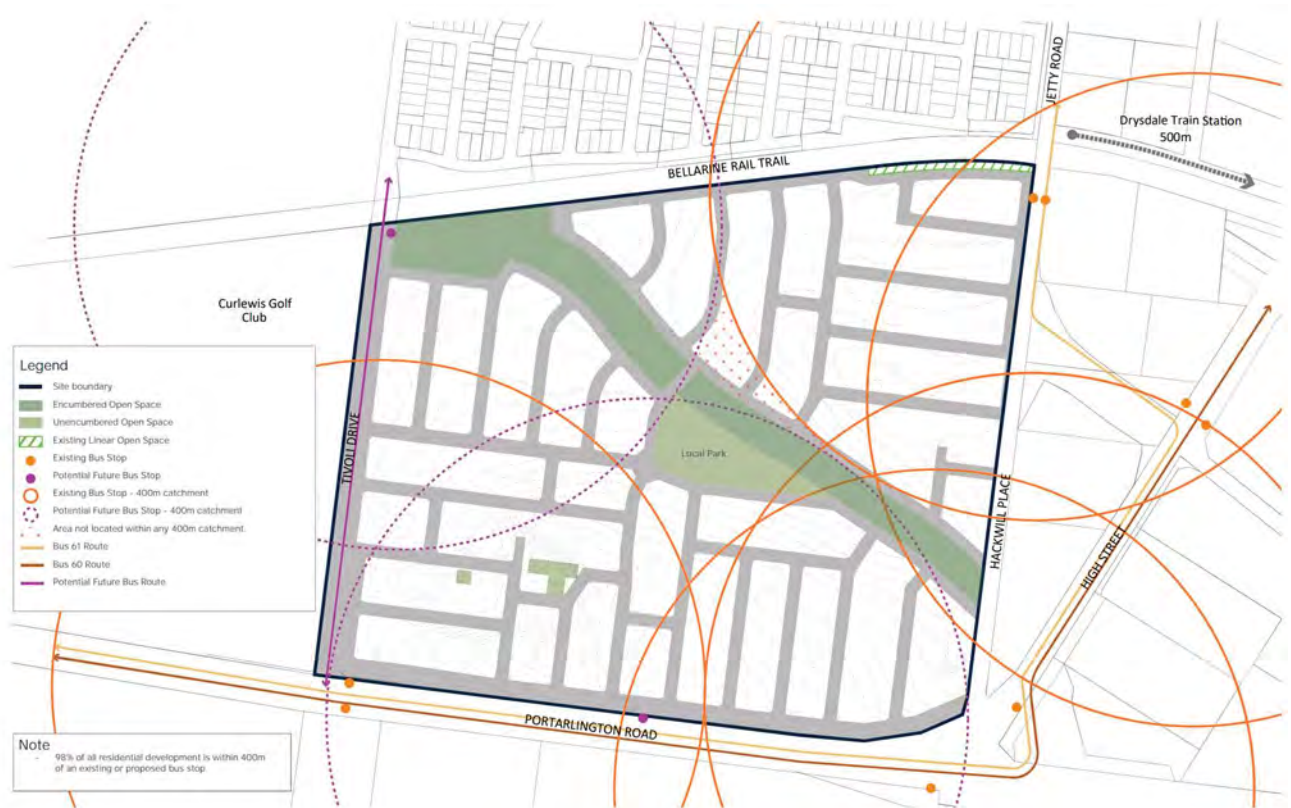 JETTY ROAD
Drysdale Train Station
500m
BELLARINE RAIL TRAIL
Curlewis Golf
Club
Legend
Site boundary
Encumbered Open Space
Unencumbered Open Space
Existing Linear Open Space
Existing Bus Stop
Potential Future Bus Stop
Existing Bus Stop - 400m catchment
Potential Future Bus Stop - 400m catchment
Area not located within any 400m catchment
Bus 61 Route
Bus 60 Route
Potential Future Bus Route
TIVOLI DRIVE
Local Park
HACKWILL PLACE
HIGH STREET
PORTARLINGTON ROAD
Note
- 98% of all residential development is within 400m
of an existing or proposed bus stop